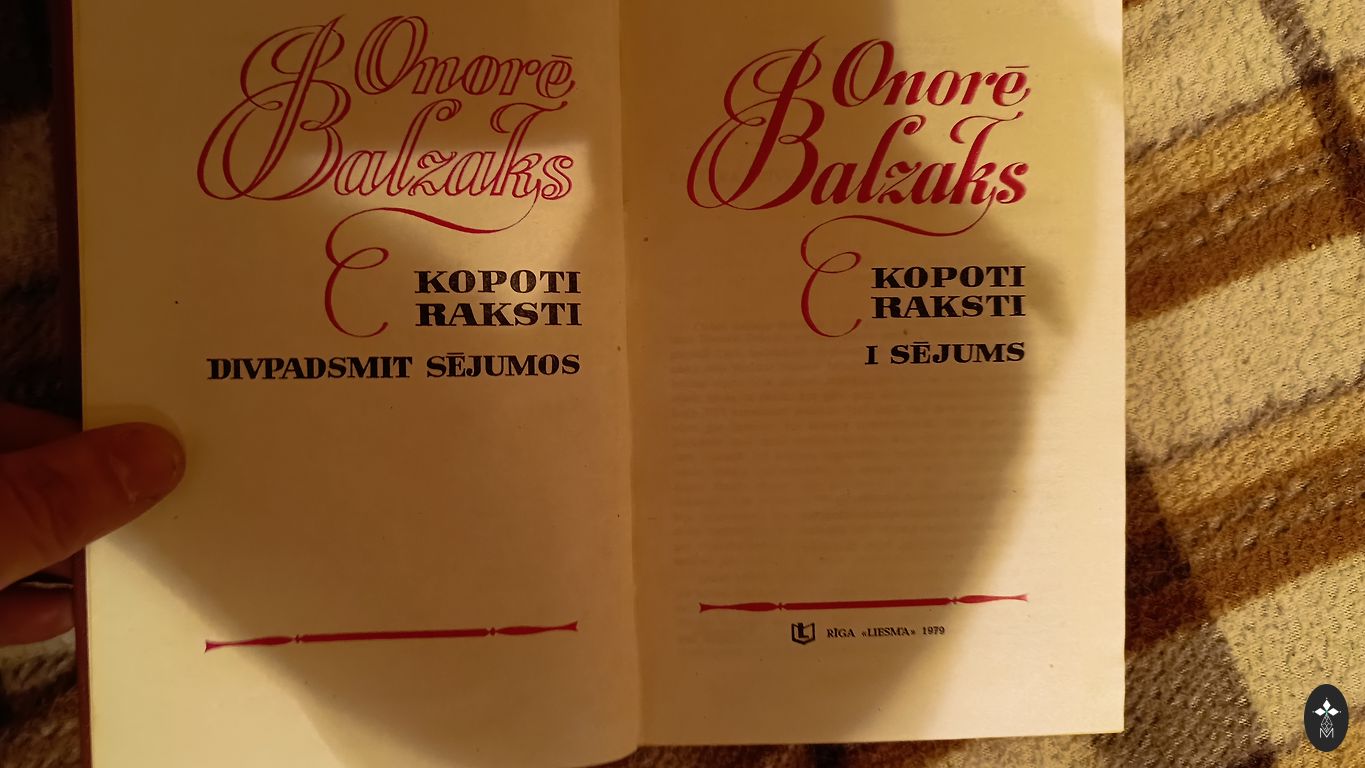 Onorē
Balzaks
KOPOTI
RAKSTI
DIVPADSMIT SĒJUMOS
Onorē
Balzaks
KOPOTI
RAKSTI
I SĒJUMS
RĪGA «LIESMA» 1979